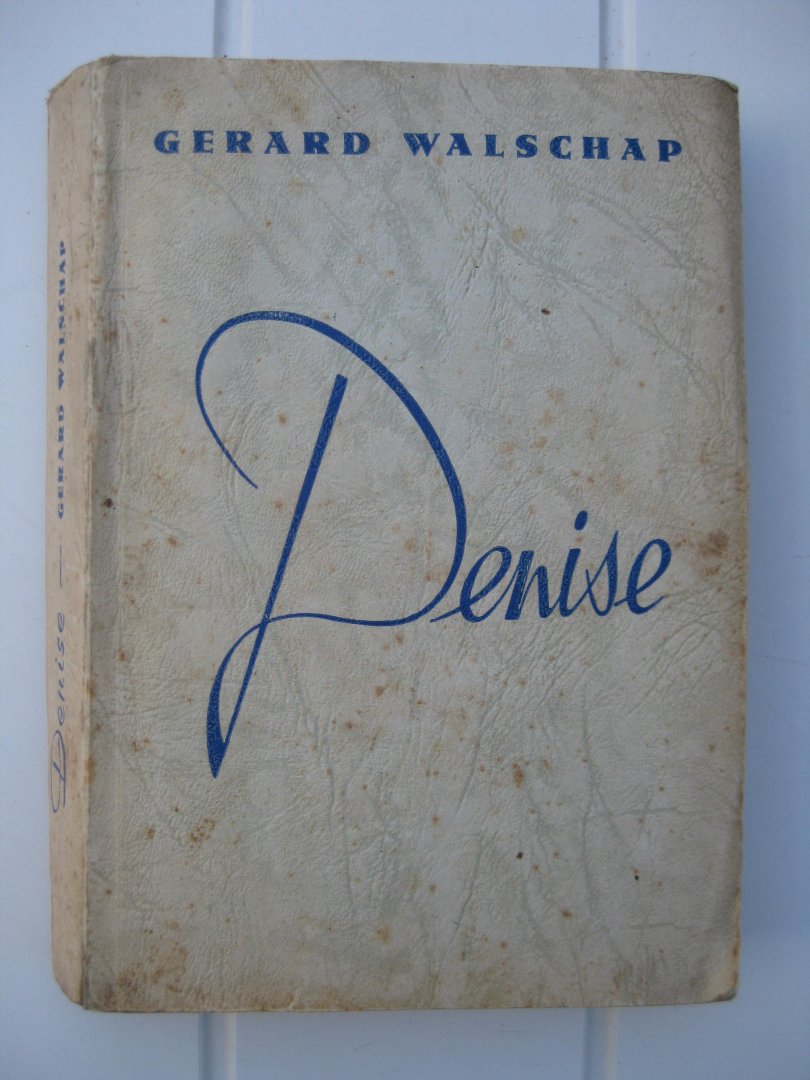 GERARD WALSCHAP
Denise
Denise — GERARD WALSCHAP